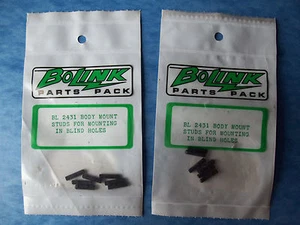 BOLINK
PARTS PACK
BL 2431 BODY MOUNT
STUDS FOR MOUNTING
IN BLIND HOLES
BOLINK
PARTS PACK
BL 2431 BODY MOUNT
STUDS FOR MOUNTING
IN BLIND HOLES